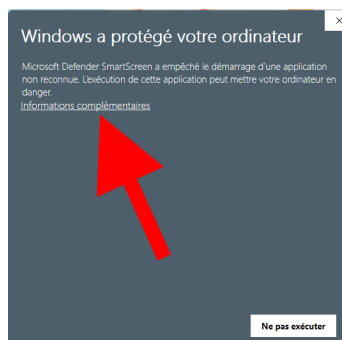 Windows a protégé votre ordinateur
Microsoft Defender SmartScreen a empêché le démarrage d'une application
non reconnue. L'exécution de cette application peut mettre votre ordinateur en
danger.
Informations complémentaires
Ne pas exécuter